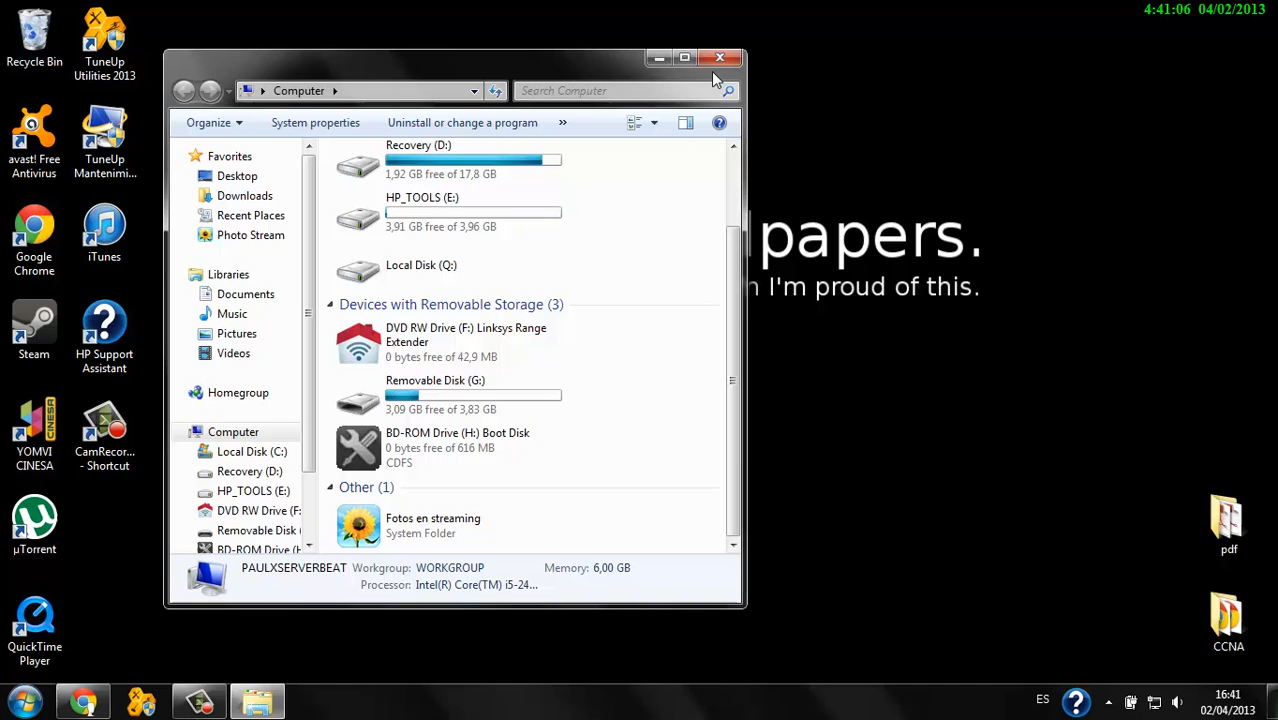 4:41:06 04/02/2013
Recycle Bin
TuneUp
Utilities 2013
avast! Free
Antivirus
TuneUp
Mantenimi...
Google
Chrome
iTunes
Steam
HP Support
Assistant
YOMVI
CINESA
CamRecor...
- Shortcut
µTorrent
QuickTime
Player
Computer
Search Computer
Organize
System properties
Uninstall or change a program
»
Favorites
Desktop
Downloads
Recent Places
Photo Stream
Libraries
Documents
Music
Pictures
Videos
Homegroup
Computer
Local Disk (C:)
Recovery (D:)
HP_TOOLS (E:)
DVD RW Drive (F:
Removable Disk (
BD-ROM Drive (H
Recovery (D:)
1,92 GB free of 17,8 GB
HP_TOOLS (E:)
3,91 GB free of 3,96 GB
Local Disk (Q:)
Devices with Removable Storage (3)
DVD RW Drive (F:) Linksys Range
Extender
0 bytes free of 42,9 MB
Removable Disk (G:)
3,09 GB free of 3,83 GB
BD-ROM Drive (H:) Boot Disk
0 bytes free of 616 MB
CDFS
Other (1)
Fotos en streaming
System Folder
PAULXSERVERBEAT
Workgroup: WORKGROUP
Memory: 6,00 GB
Processor: Intel(R) Core(TM) i5-24...
lpapers.
I'm proud of this.
pdf
CCNA
ES
16:41
02/04/2013